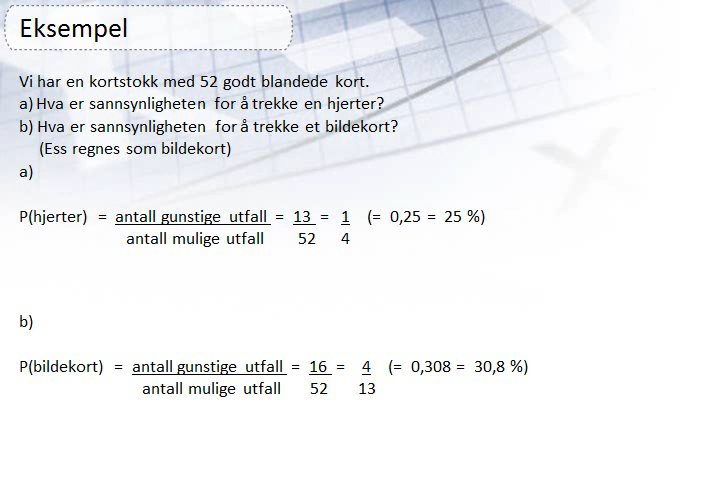 Eksempel
Vi har en kortstokk med 52 godt blandede kort.
a) Hva er sannsynligheten for å trekke en hjerter?
b) Hva er sannsynligheten for å trekke et bildekort?
(Ess regnes som bildekort)
a)
P(hjerter) = antall gunstige utfall = 13 = 1 (= 0,25 = 25 %)
antall mulige utfall 52 4
b)
P(bildekort) = antall gunstige utfall = 16 = 4 (= 0,308 = 30,8 %)
antall mulige utfall 52 13